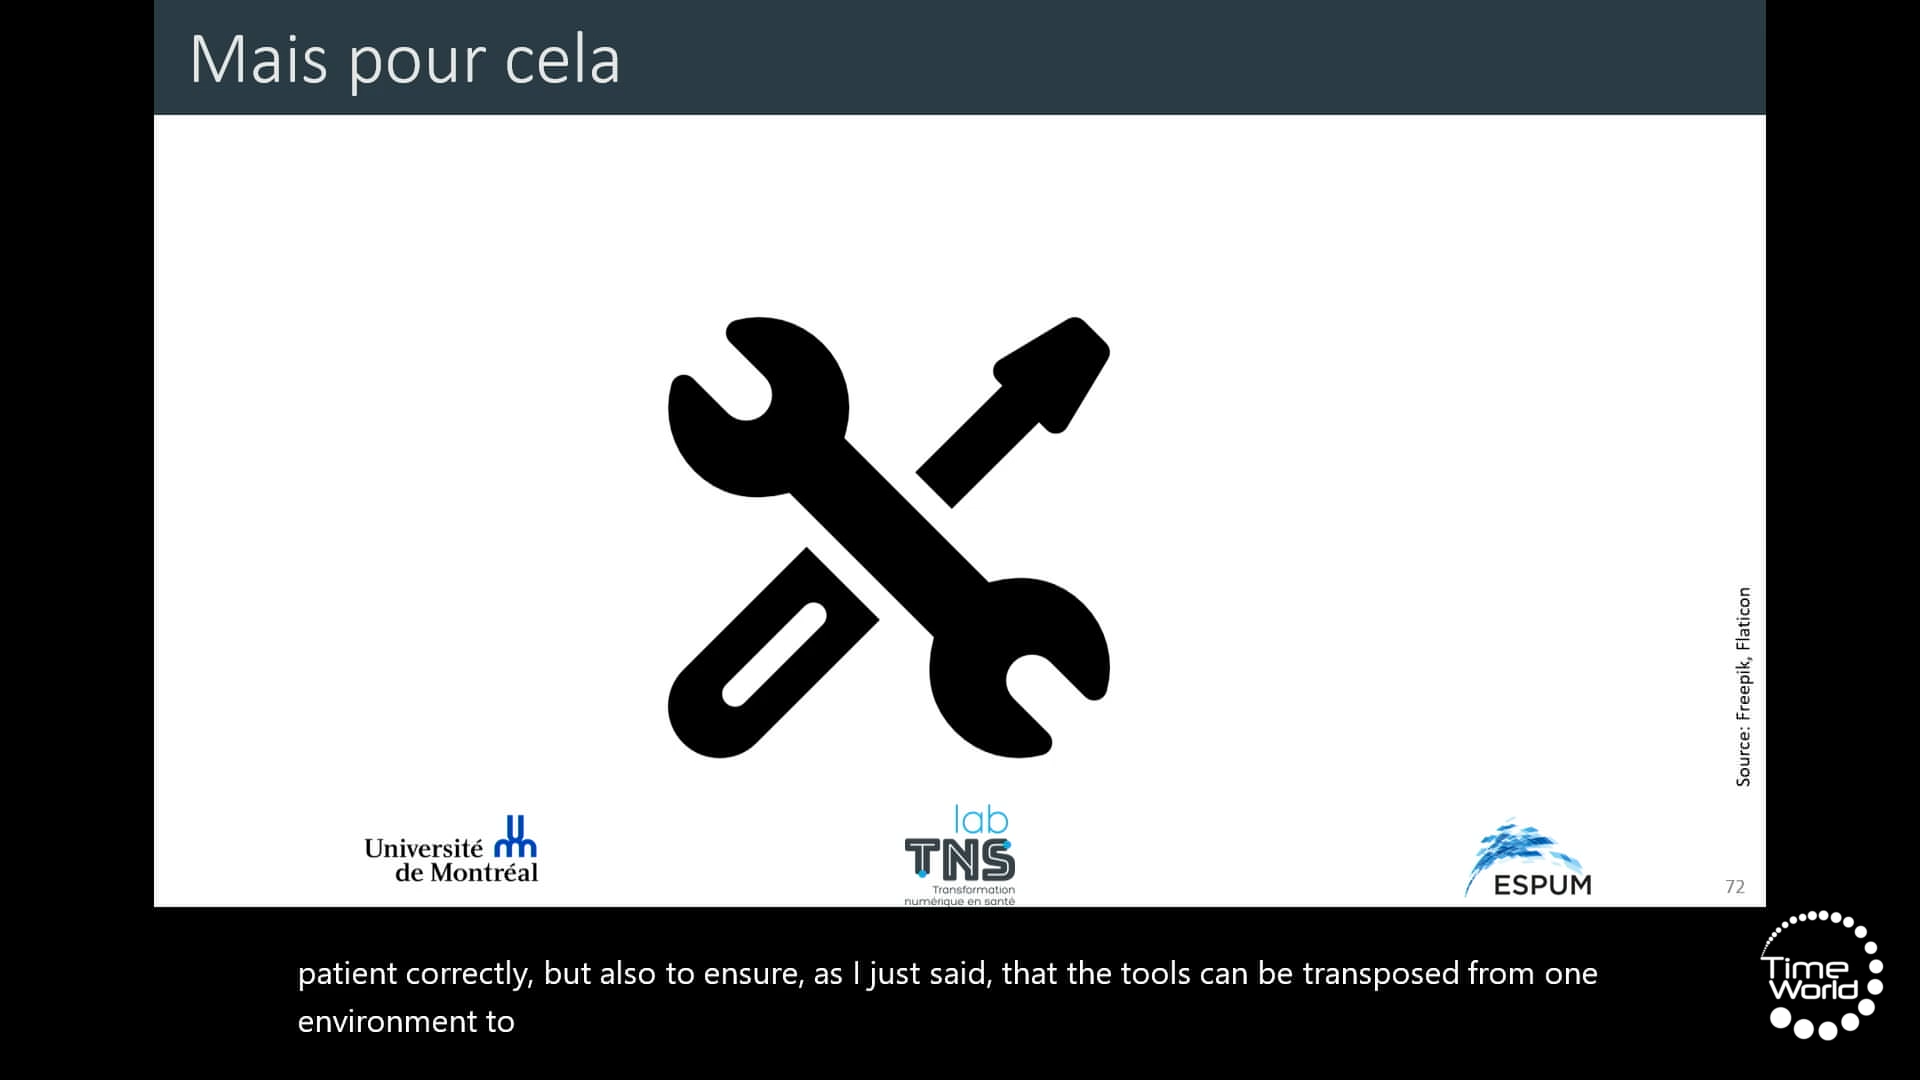 Mais pour cela
Source: Freepik, Flaticon
Université
de Montréal
lab
TNS
Transformation
numérique en santé
ESPUM
72
patient correctly, but also to ensure, as I just said, that the tools can be transposed from one
environment to
Time
World